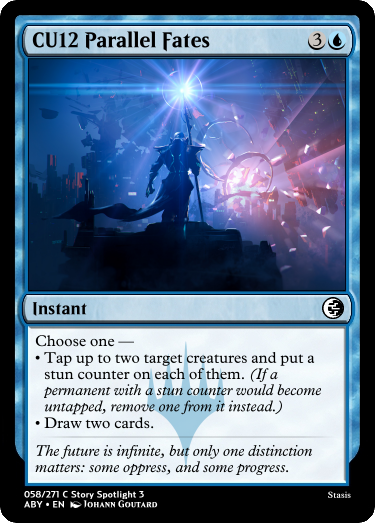 CU12 Parallel Fates 3
Instant
Choose one —
• Tap up to two target creatures and put a
stun counter on each of them. (If a
permanent with a stun counter would become
untapped, remove one from it instead.)
• Draw two cards.
The future is infinite, but only one distinction
matters: some oppress, and some progress.
058/271 C Story Spotlight 3 Stasis
ABY • EN Johann Goutard